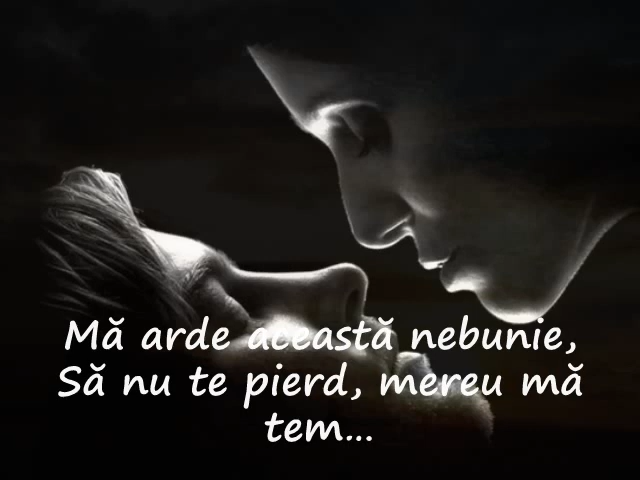 Mă arde această nebunie,
Să nu te pierd, mereu mă
tem...